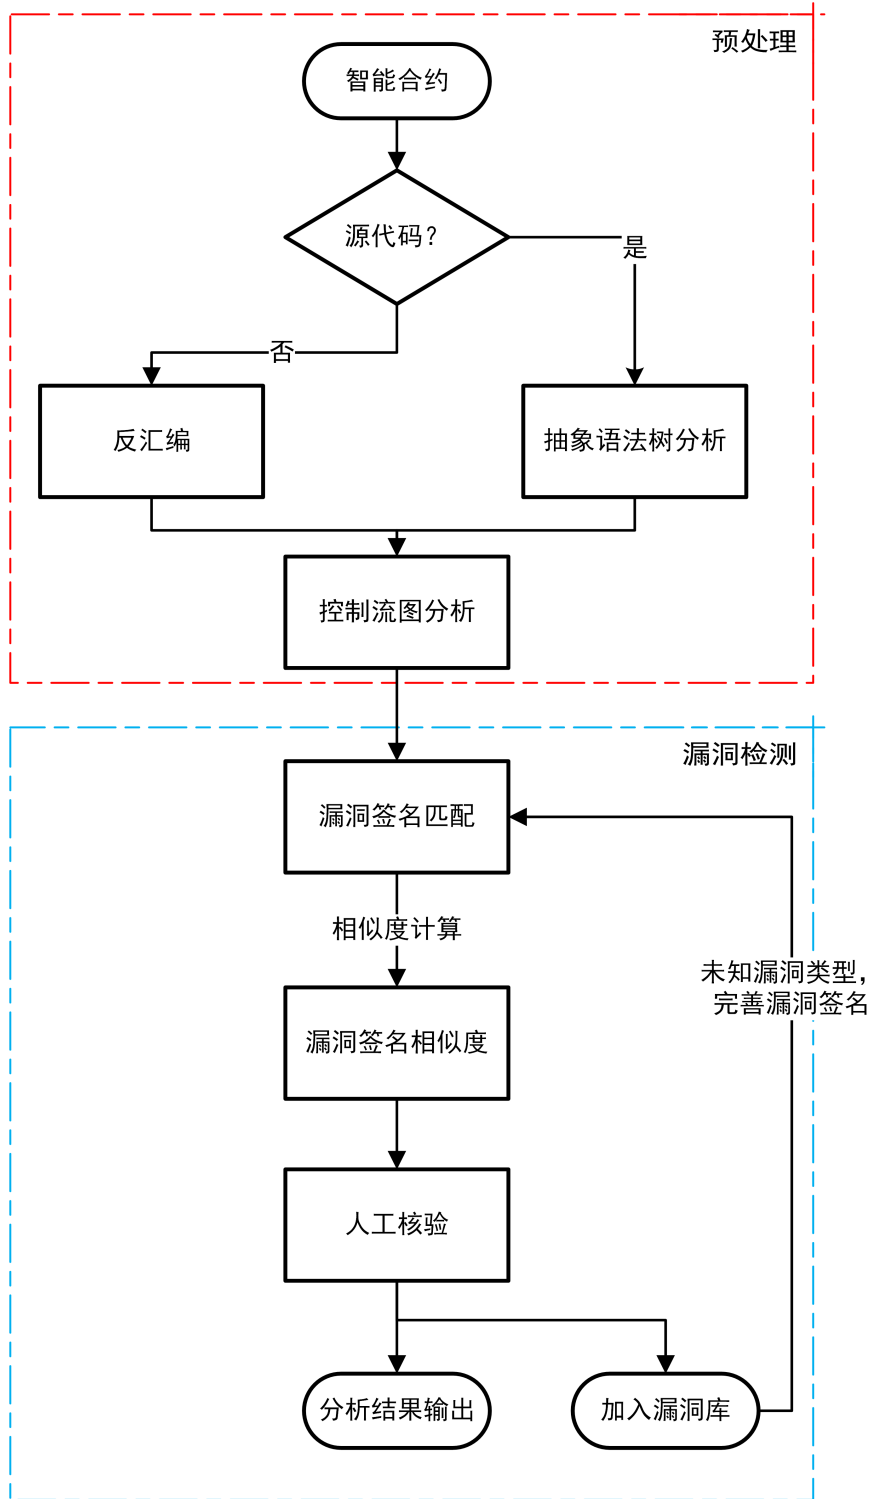 预处理
智能合约
源代码？
是
否
反汇编
抽象语法树分析
控制流图分析
漏洞检测
漏洞签名匹配
相似度计算
未知漏洞类型，
完善漏洞签名
漏洞签名相似度
人工核验
分析结果输出
加入漏洞库